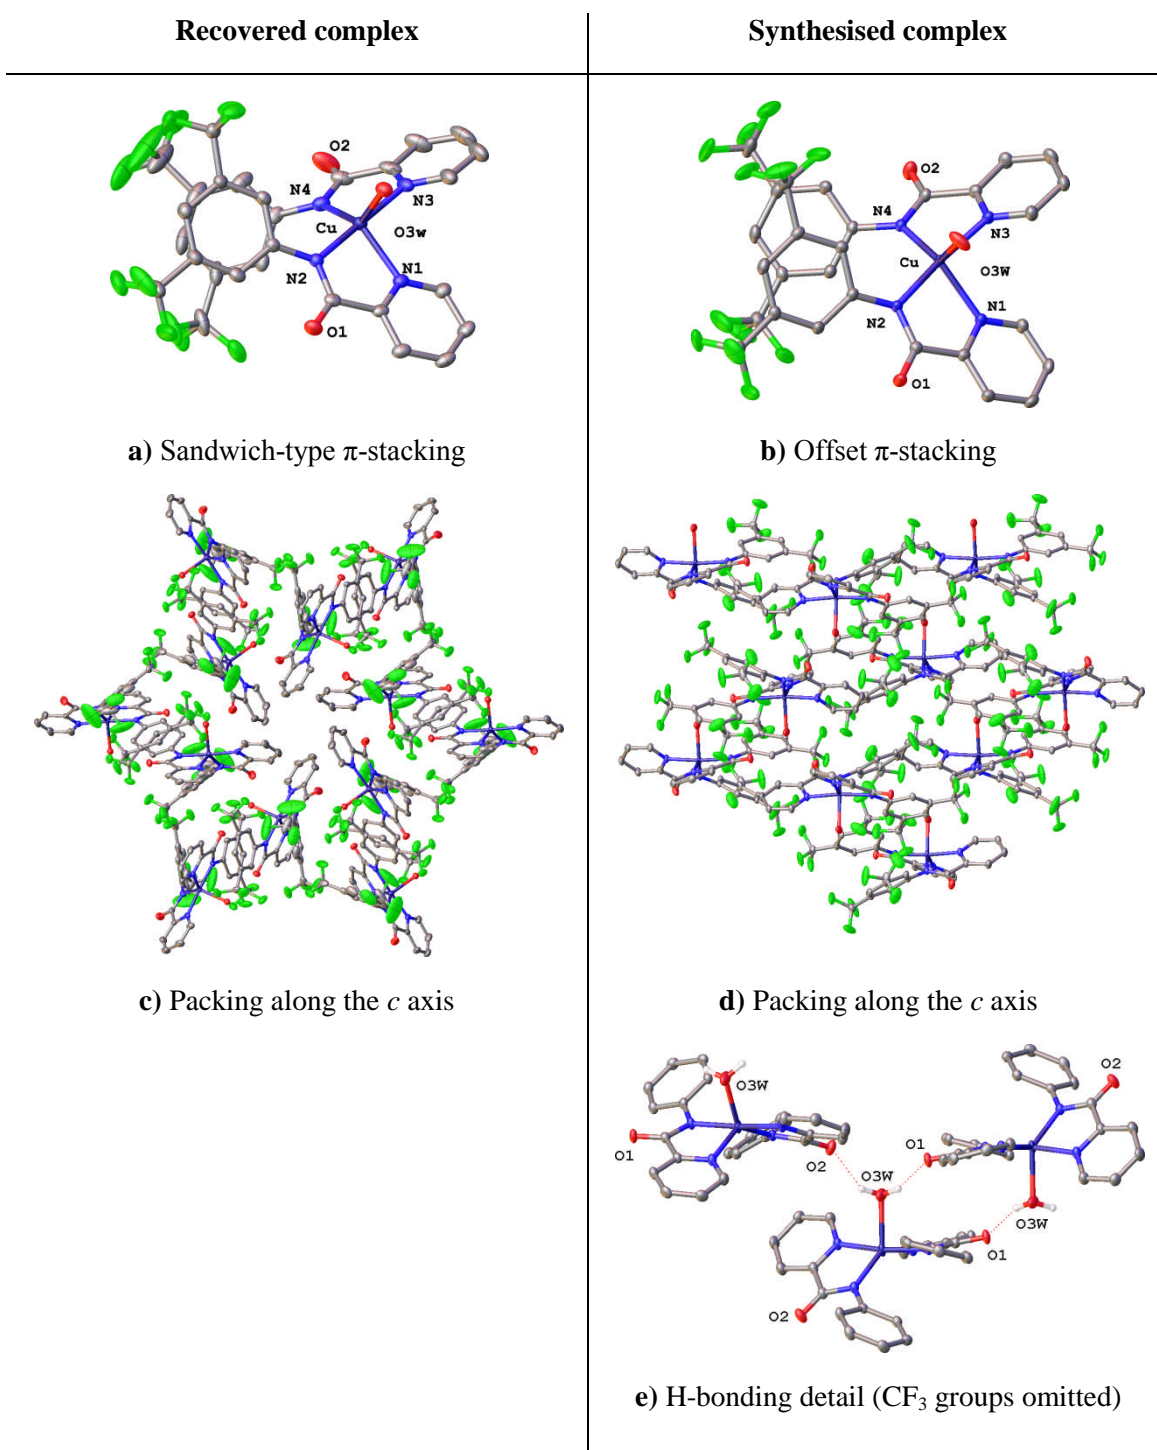 Recovered complex
Synthesised complex
O2
N4
N3
Cu
O3w
N2
N1
O1
O2
N4
N3
Cu
O3W
N1
N2
O1
a) Sandwich-type π-stacking
b) Offset π-stacking
c) Packing along the c axis
d) Packing along the c axis
O3W
O2
O1
O2
O1
O3W
O3W
O1
O2
e) H-bonding detail (CF₃ groups omitted)